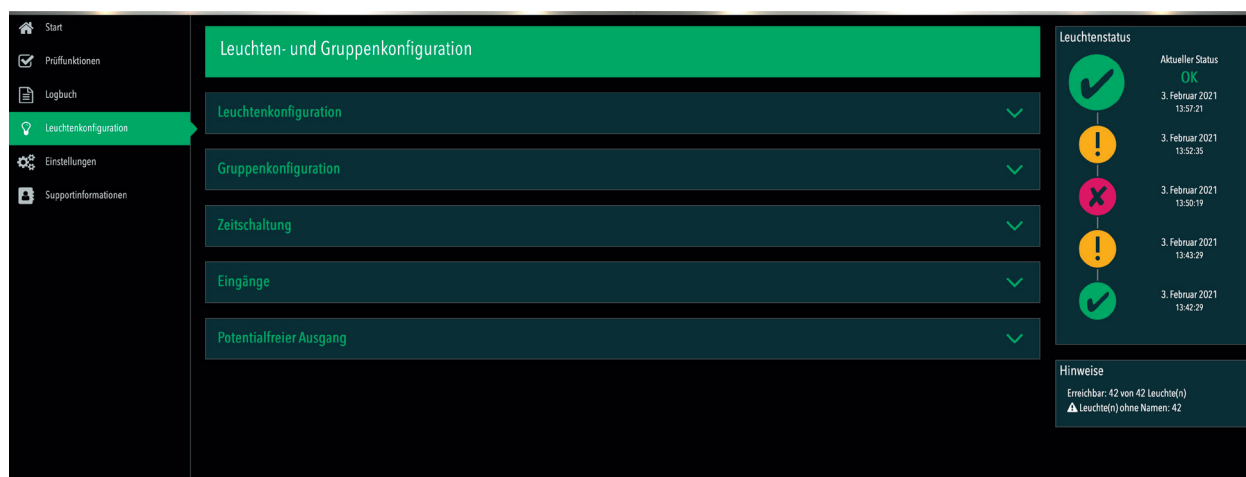 Start
Prüffunktionen
Logbuch
Leuchtenkonfiguration
Einstellungen
Supportinformationen
Leuchten- und Gruppenkonfiguration
Leuchtenkonfiguration
Gruppenkonfiguration
Zeitschaltung
Eingänge
Potentialfreier Ausgang
Leuchtenstatus
Aktueller Status
OK
3. Februar 2021
13:57:21
3. Februar 2021
13:52:35
3. Februar 2021
13:50:19
3. Februar 2021
13:43:29
3. Februar 2021
13:42:29
Hinweise
Erreichbar: 42 von 42 Leuchte(n)
Leuchte(n) ohne Namen: 42